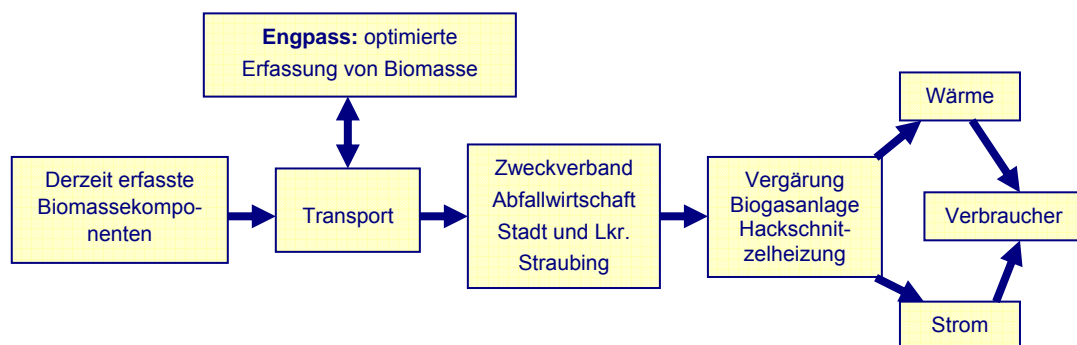 Engpass: optimierte
Erfassung von Biomasse
Derzeit erfasste
Biomassekompo-
nenten
Transport
Zweckverband
Abfallwirtschaft
Stadt und Lkr.
Straubing
Vergärung
Biogasanlage
Hackschnit-
zelheizung
Wärme
Verbraucher
Strom